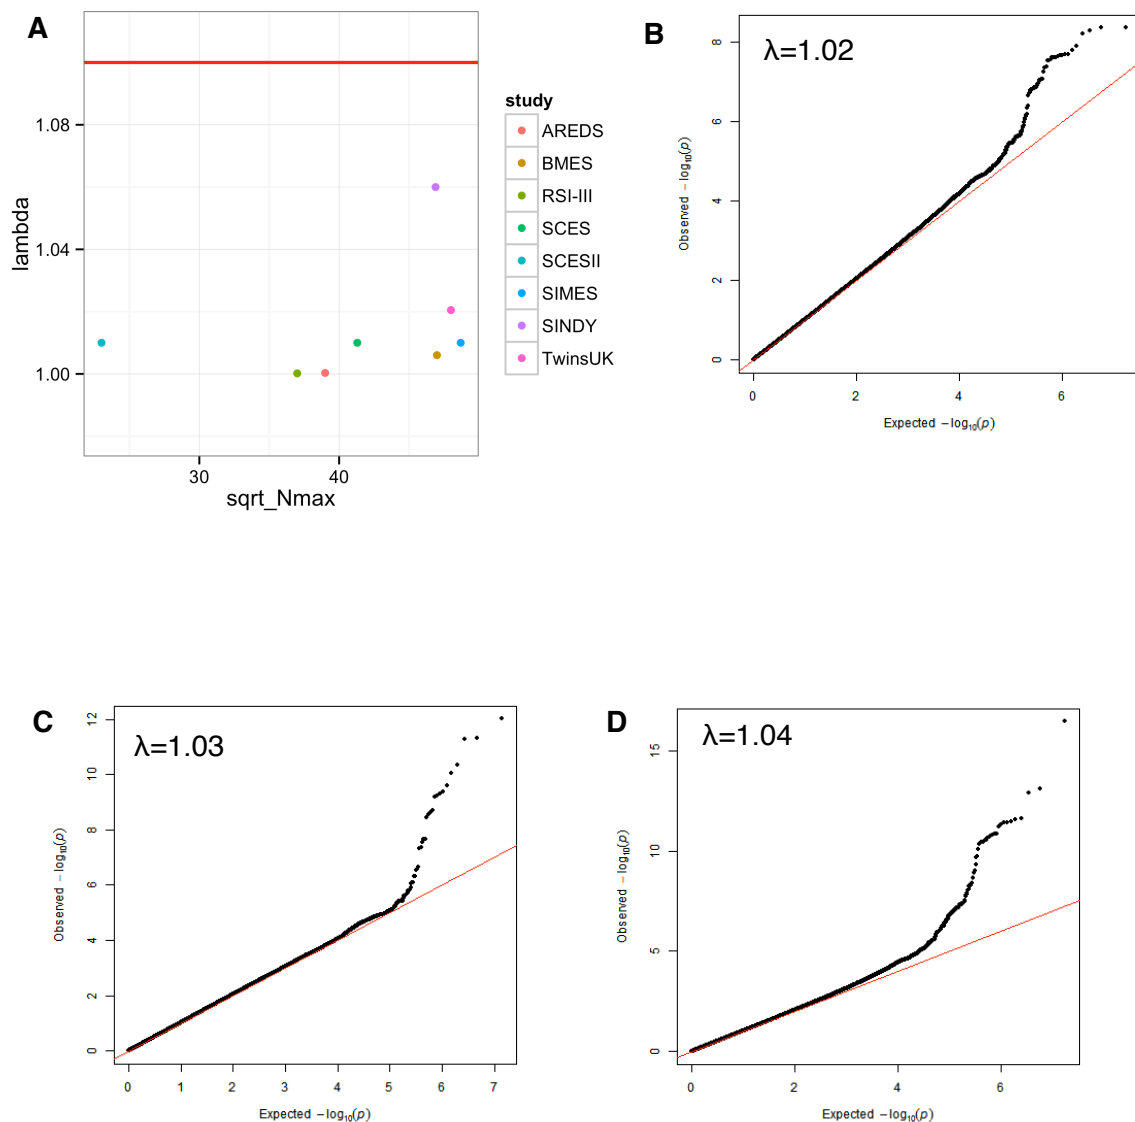 A
1.08
1.04
1.00
lambda
30
40
sqrt_Nmax
study
AREDS
BMES
RSI-III
SCES
SCESII
SIMES
SINDY
TwinsUK
B
λ=1.02
8
6
4
2
0
Observed −log10(p)
0
2
4
6
Expected −log10(p)
C
λ=1.03
12
10
8
6
4
2
0
Observed −log10(p)
0
1
2
3
4
5
6
7
Expected −log10(p)
D
λ=1.04
15
10
5
0
Observed −log10(p)
0
2
4
6
Expected −log10(p)